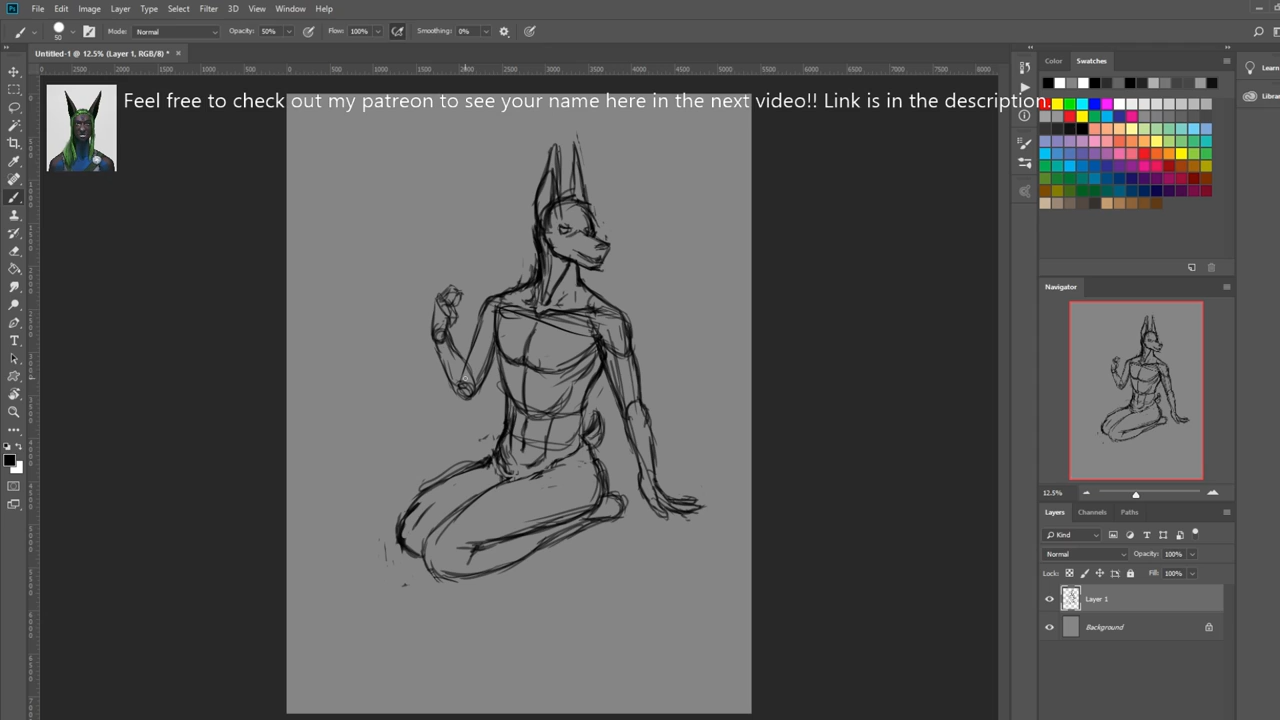 File Edit Image Layer Type Select Filter 3D View Window Help
50 Mode: Normal Opacity: 50% Flow: 100% Smoothing: 0%
Untitled-1 @ 12.5% (Layer 1, RGB/8) * ×
Feel free to check out my patreon to see your name here in the next video!! Link is in the description.
Color Swatches
Learn
Librar
Navigator
12.5%
Layers Channels Paths
Kind
Normal Opacity: 100%
Lock: Fill: 100%
Layer 1
Background